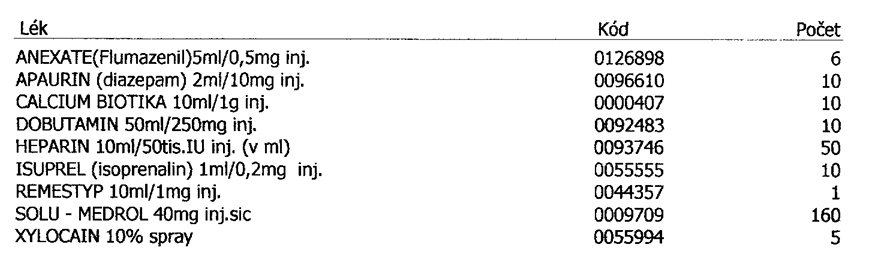 Lék Kód Počet
ANEXATE(Flumazenil)5ml/0,5mg inj. 0126898 6
APAURIN (diazepam) 2ml/10mg inj. 0096610 10
CALCIUM BIOTIKA 10ml/1g inj. 0000407 10
DOBUTAMIN 50ml/250mg inj. 0092483 10
HEPARIN 10ml/50tis.IU inj. (v ml) 0093746 50
ISUPREL (isoprenalin) 1ml/0,2mg inj. 0055555 10
REMESTYP 10ml/1mg inj. 0044357 1
SOLU - MEDROL 40mg inj.sic 0009709 160
XYLOCAIN 10% spray 0055994 5